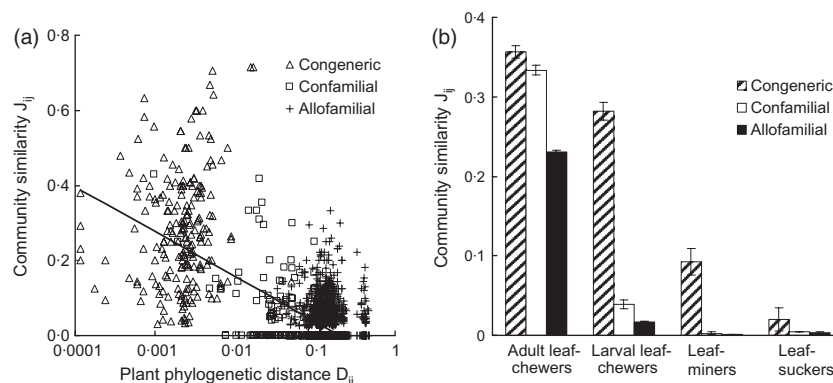 (a)
0·8
0·6
0·4
0·2
0·0
Community similarity Jij
Congeneric
Confamilial
Allofamilial
0·0001
0·001
0·01
0·1
1
Plant phylogenetic distance Dij
(b)
0·4
0·3
0·2
0·1
0
Community similarity Jij
Congeneric
Confamilial
Allofamilial
Adult leaf-
chewers
Larval leaf-
chewers
Leaf-
miners
Leaf-
suckers